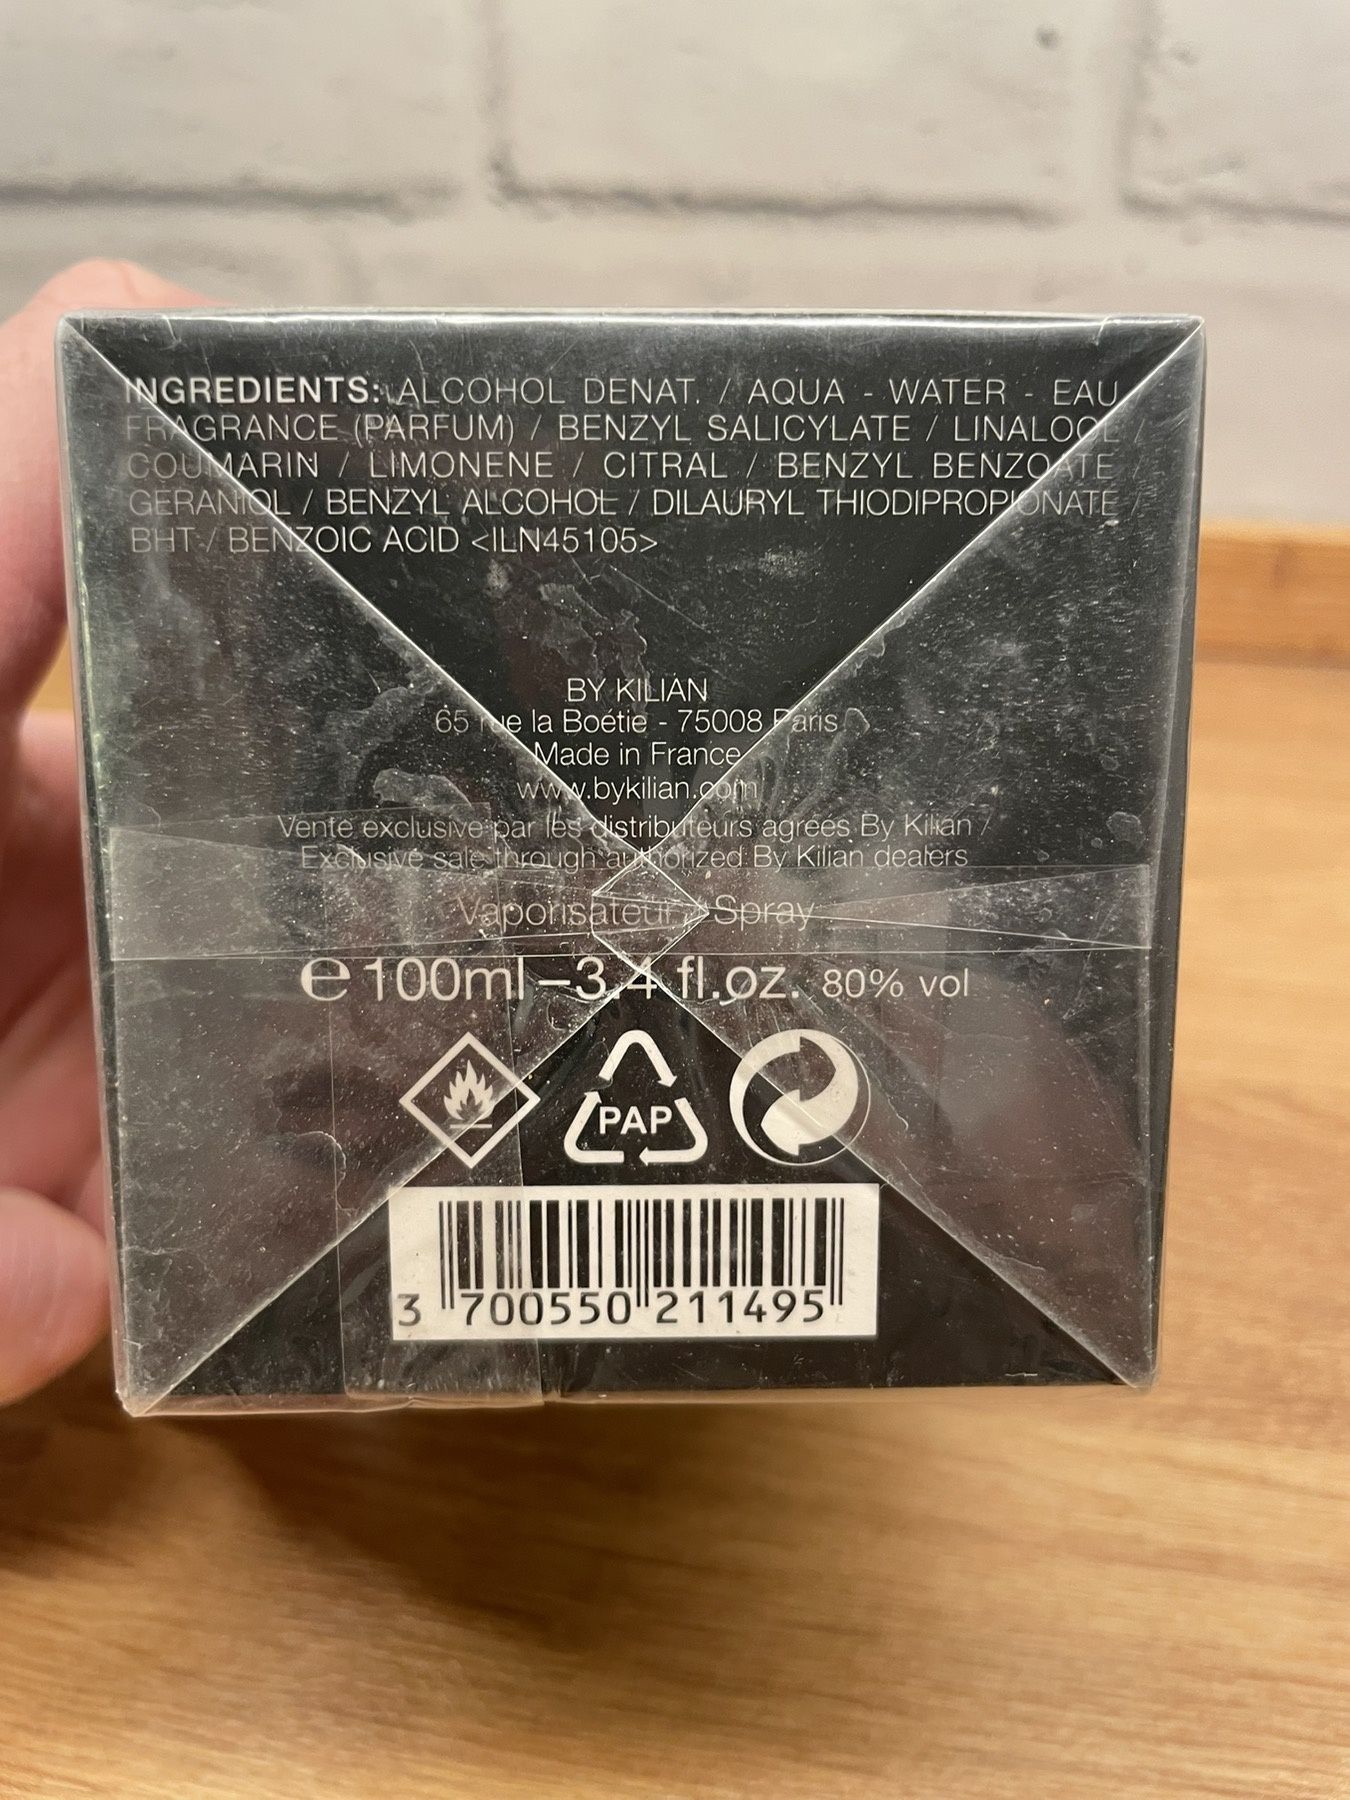 INGREDIENTS: ALCOHOL DENAT. / AQUA - WATER - EAU
FRAGRANCE (PARFUM) / BENZYL SALICYLATE / LINALOOL /
COUMARIN / LIMONENE / CITRAL / BENZYL BENZOATE
GERANIOL / BENZYL ALCOHOL / DILAURYL THIODIPROPIONATE /
BHT / BENZOIC ACID <ILN45105>
BY KILIAN
65 rue la Boétie - 75008 Paris
Made in France
www.bykilian.com
Vente exclusive par les distributeurs agréés By Kilian /
Exclusive sale through authorized By Kilian dealers
Vaporisateur - Spray
e 100ml – 3.4 fl.oz. 80% vol
PAP
3 700550 211495